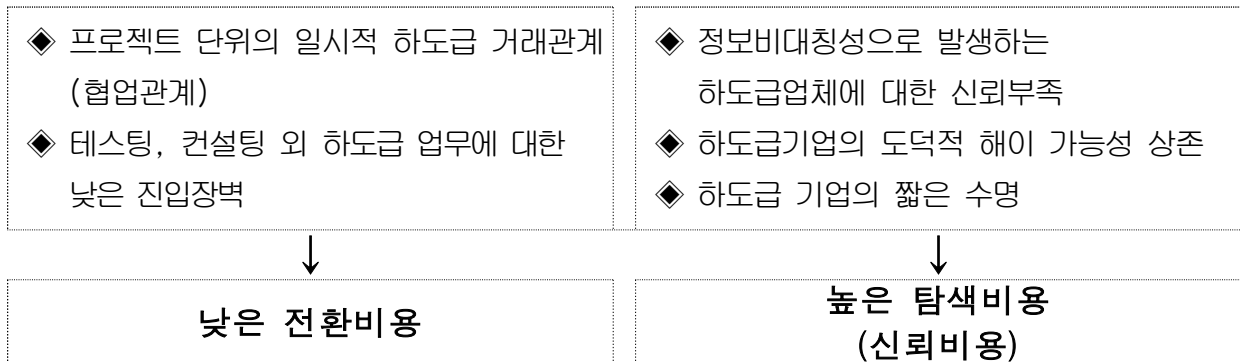 ◈ 프로젝트 단위의 일시적 하도급 거래관계
(협업관계)
◈ 테스팅, 컨설팅 외 하도급 업무에 대한
낮은 진입장벽
◈ 정보비대칭성으로 발생하는
하도급업체에 대한 신뢰부족
◈ 하도급기업의 도덕적 해이 가능성 상존
◈ 하도급 기업의 짧은 수명
↓
↓
낮은 전환비용
높은 탐색비용
(신뢰비용)